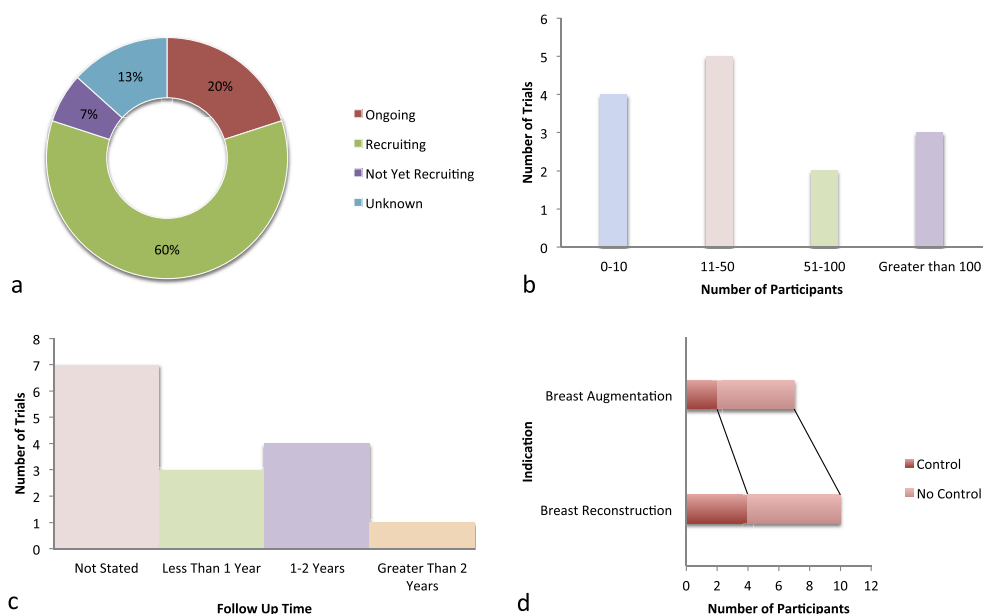 20%
60%
7%
13%
Ongoing
Recruiting
Not Yet Recruiting
Unknown
a
Number of Trials
6
5
4
3
2
1
0
0-10 11-50 51-100 Greater than 100
Number of Participants
b
Number of Trials
8
7
6
5
4
3
2
1
0
Not Stated Less Than 1 Year 1-2 Years Greater Than 2
Years
Follow Up Time
c
Indication
Breast Augmentation
Breast Reconstruction
0 2 4 6 8 10 12
Number of Participants
Control
No Control
d